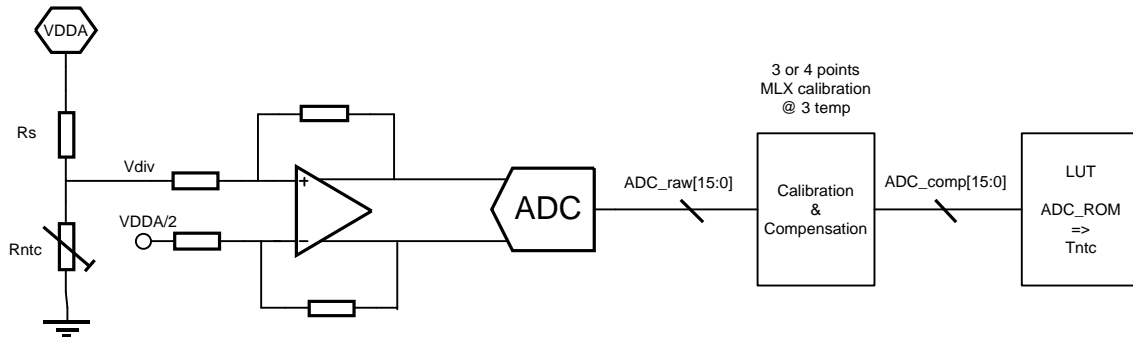 VDDA
3 or 4 points
MLX calibration
@ 3 temp
Rs
Vdiv
ADC_raw[15:0]
ADC_comp[15:0]
LUT
+
ADC
Calibration
&
Compensation
ADC_ROM
=>
Tntc
VDDA/2
Rntc
−